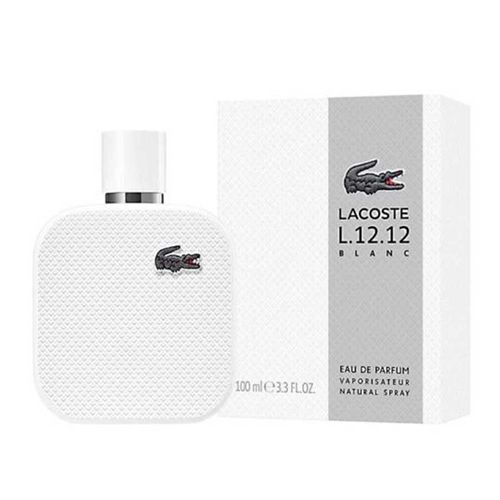 LACOSTE
L.12.12
BLANC
EAU DE PARFUM
VAPORISATEUR
NATURAL SPRAY
100 ml ℮ 3.3 FL.OZ.